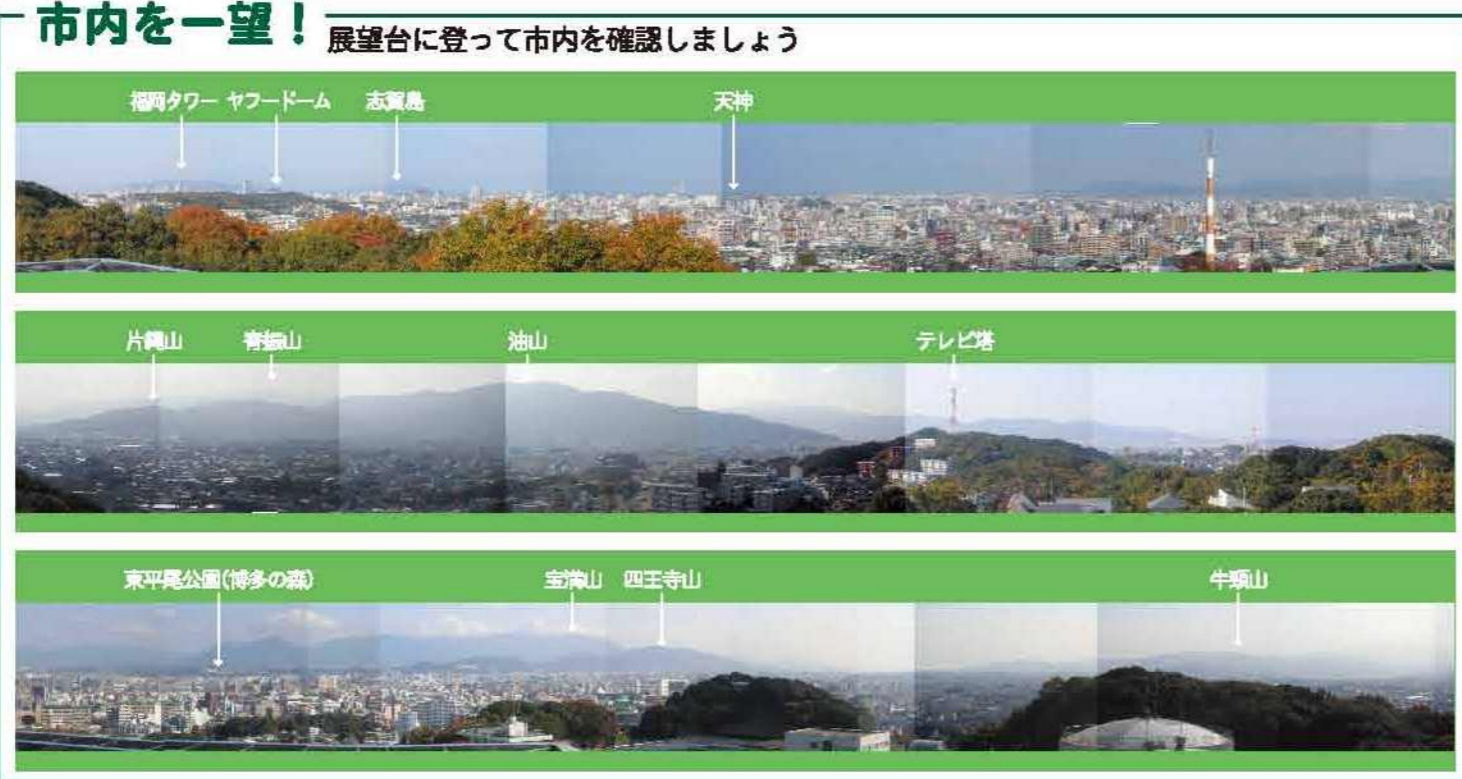 市内を一望！
展望台に登って市内を確認しましょう
福岡タワー ヤフードーム 志賀島 天神
片縄山 脊振山 油山 テレビ塔
東平尾公園(博多の森) 宝満山 四王寺山 牛頸山